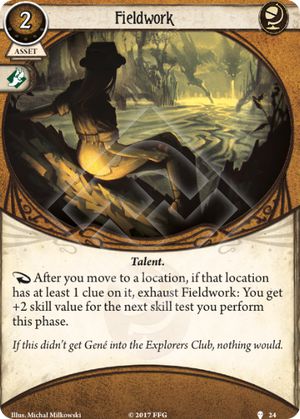 2
Fieldwork
ASSET
Talent.
After you move to a location, if that location
has at least 1 clue on it, exhaust Fieldwork: You get
+2 skill value for the next skill test you perform
this phase.
If this didn't get Gené into the Explorers Club, nothing would.
Illus. Michal Milkowski
© 2017 FFG
24